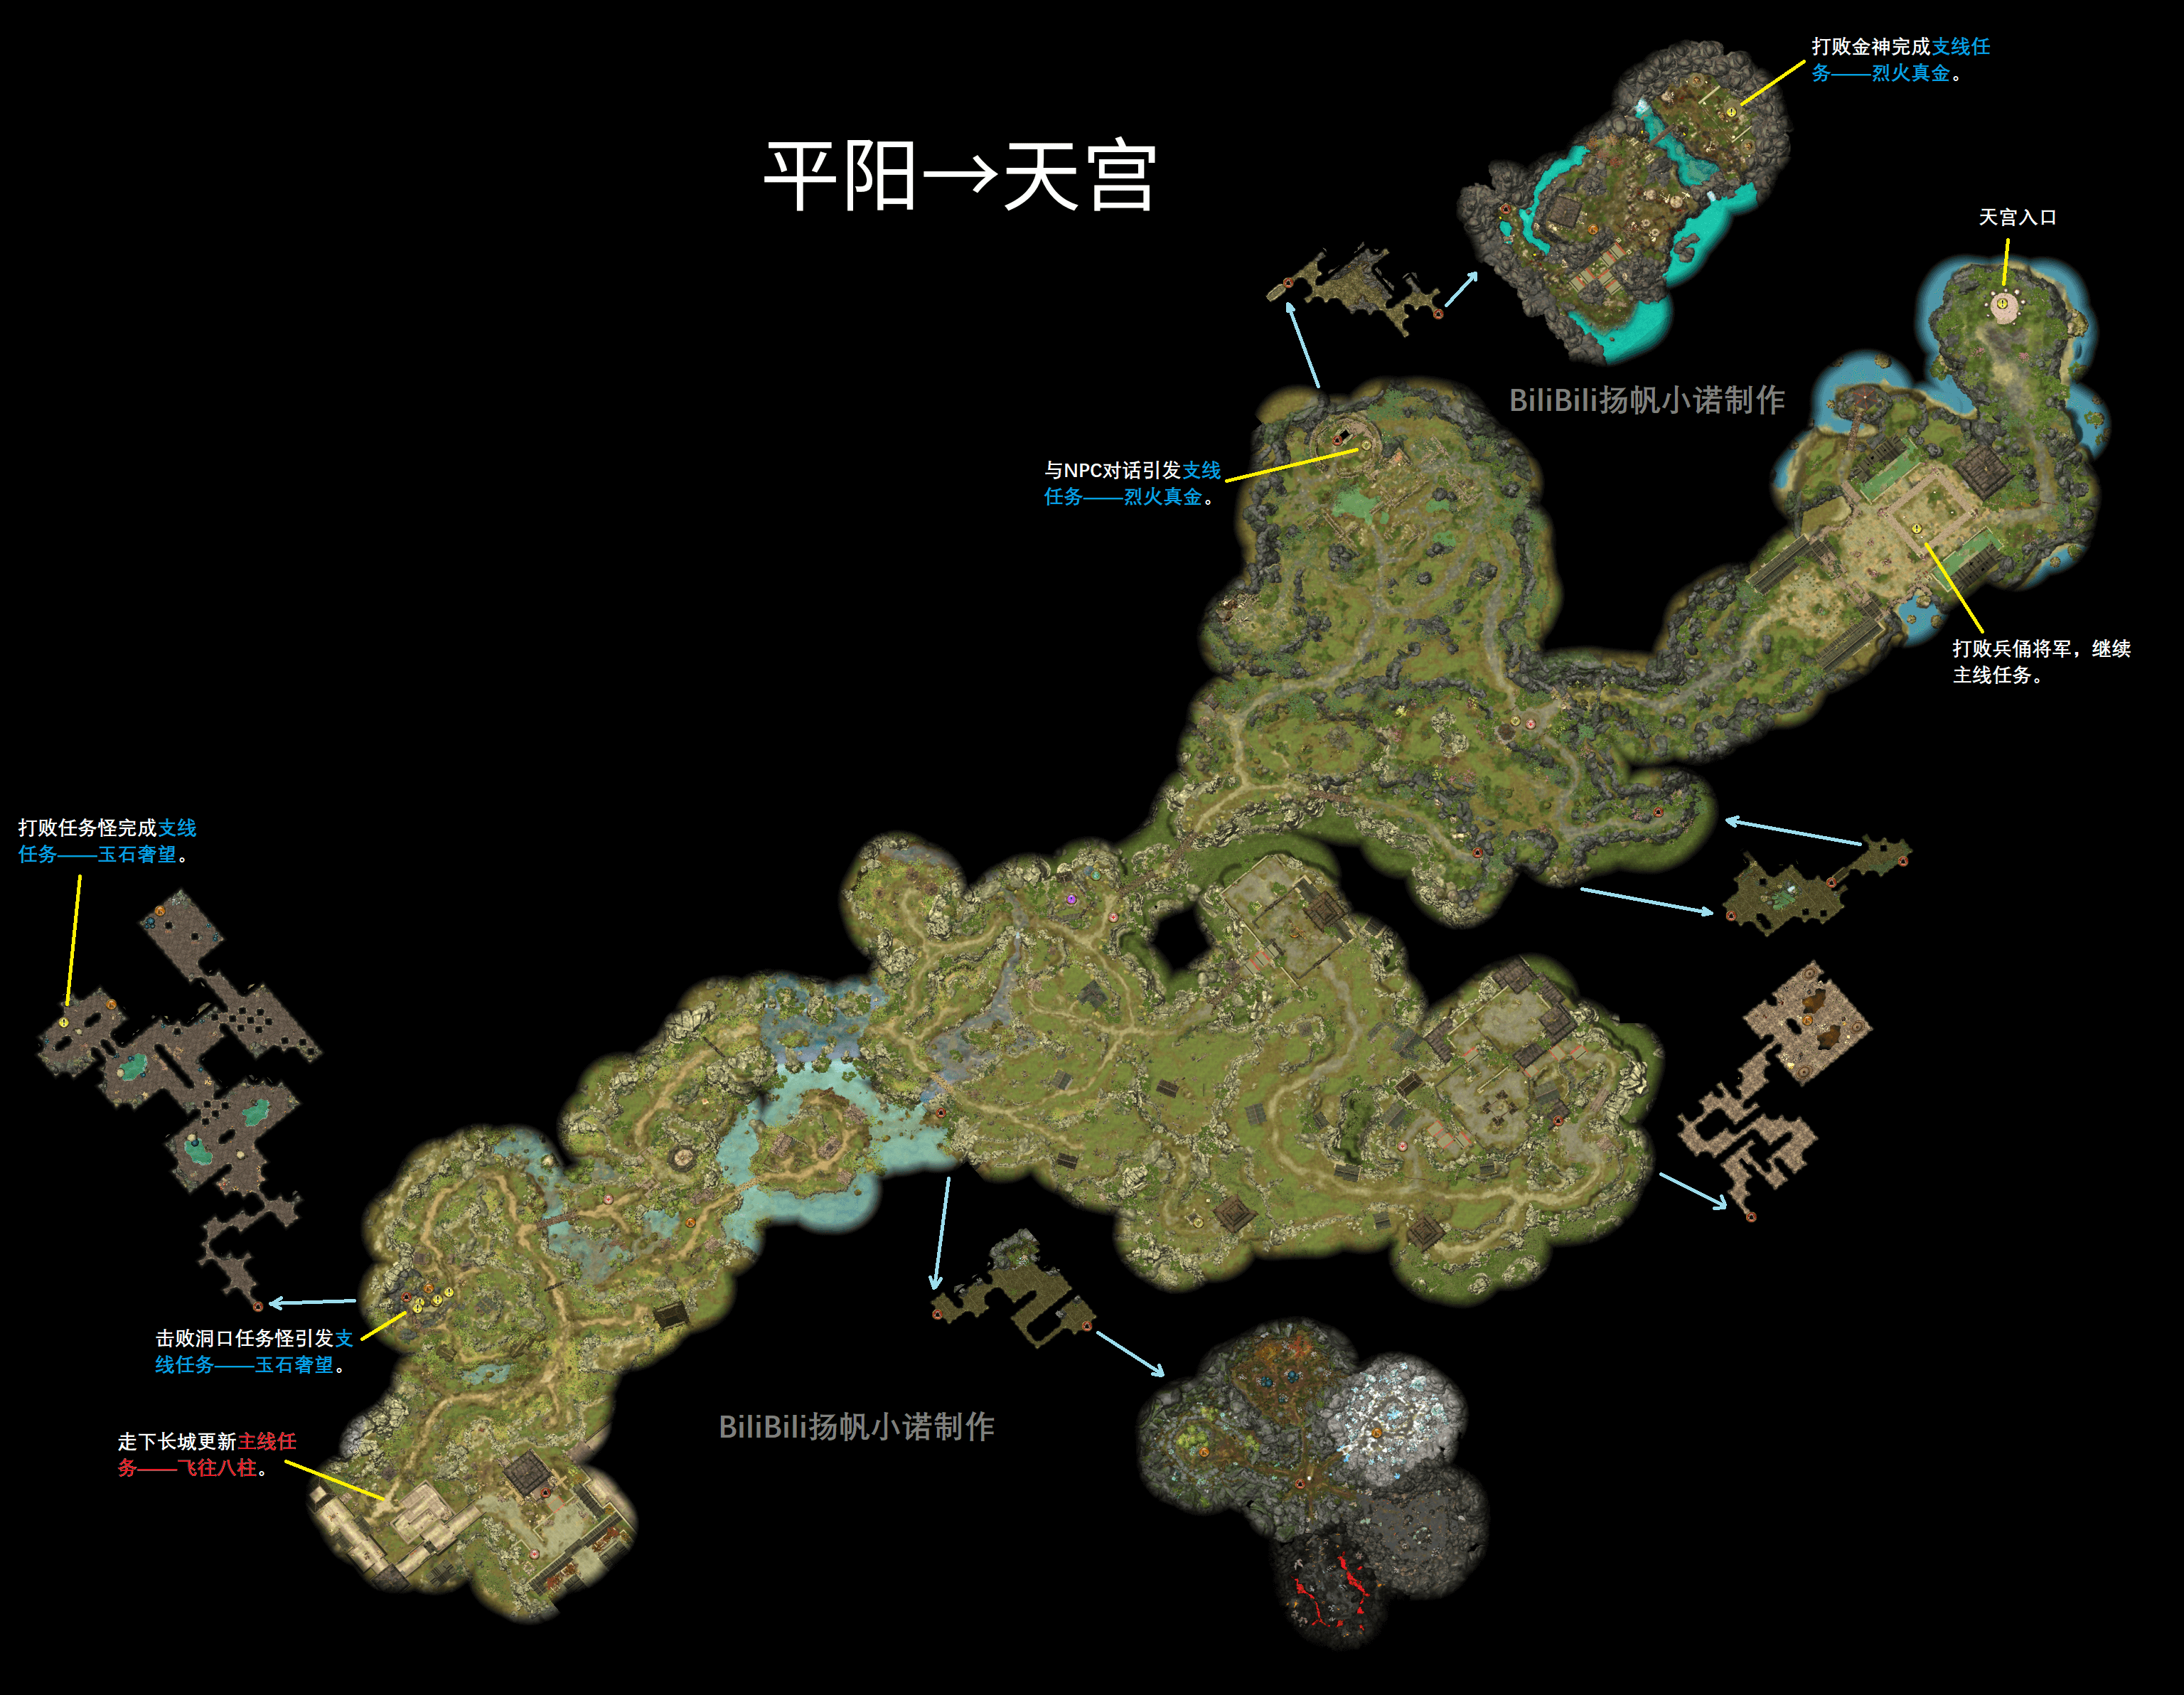 打败金神完成支线任
务——烈火真金。
平阳→天宫
天宫入口
BiliBili扬帆小诺制作
与NPC对话引发支线
任务——烈火真金。
打败兵俑将军，继续
主线任务。
打败任务怪完成支线
任务——玉石奢望。
击败洞口任务怪引发支
线任务——玉石奢望。
BiliBili扬帆小诺制作
走下长城更新主线任
务——飞往八柱。